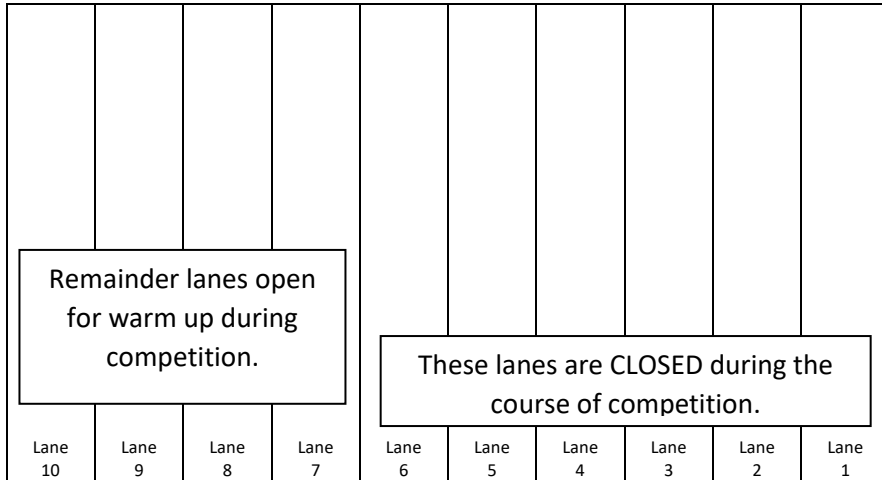 Remainder lanes open
for warm up during
competition.
These lanes are CLOSED during the
course of competition.
Lane
10
Lane
9
Lane
8
Lane
7
Lane
6
Lane
5
Lane
4
Lane
3
Lane
2
Lane
1